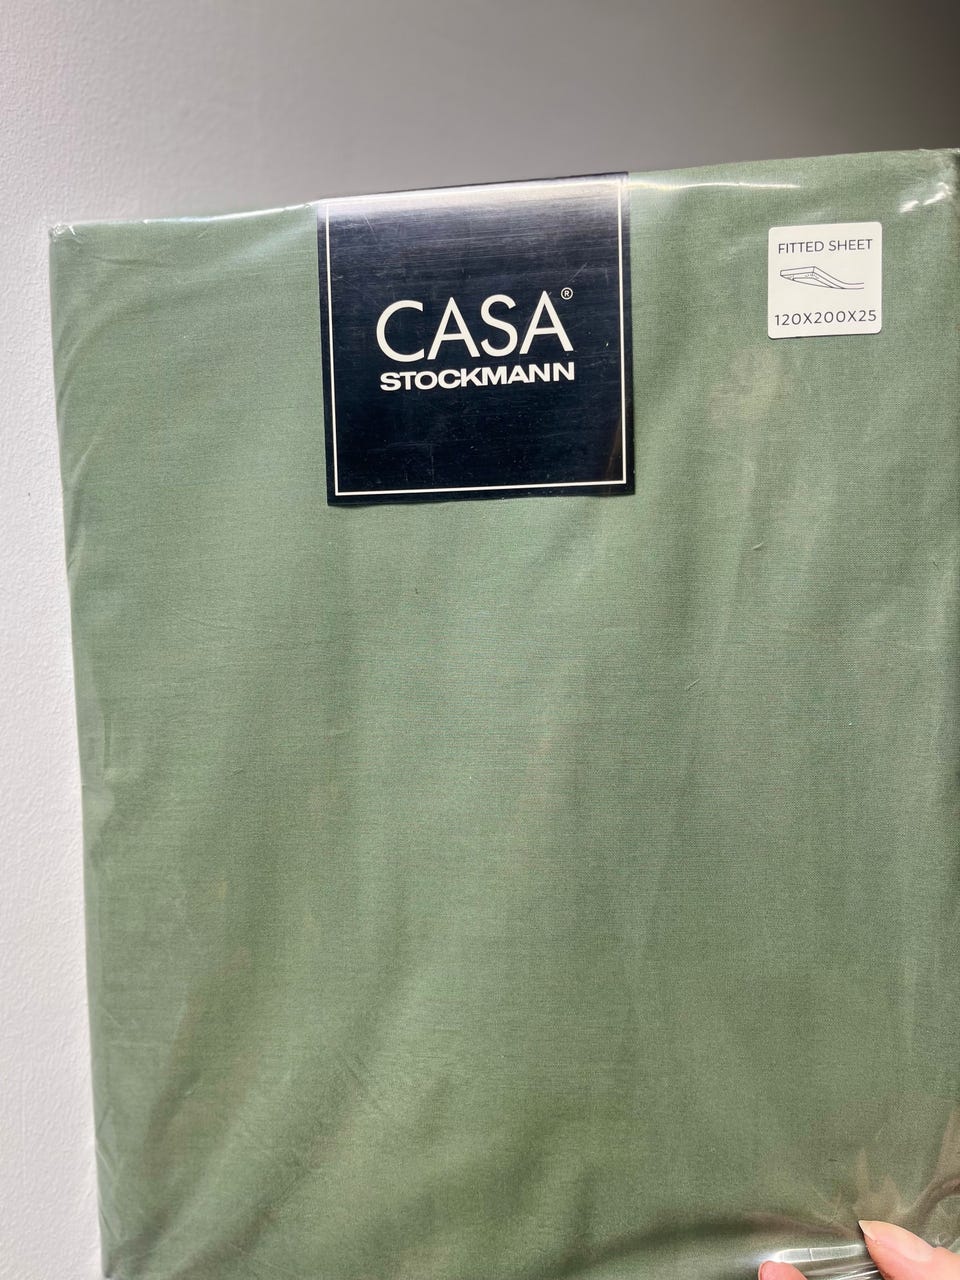 CASA®
STOCKMANN
FITTED SHEET
120X200X25